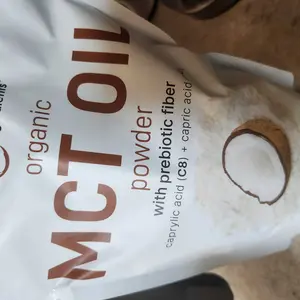 organic
MCT OIL
powder
with prebiotic fiber
caprylic acid (C8) + capric acid